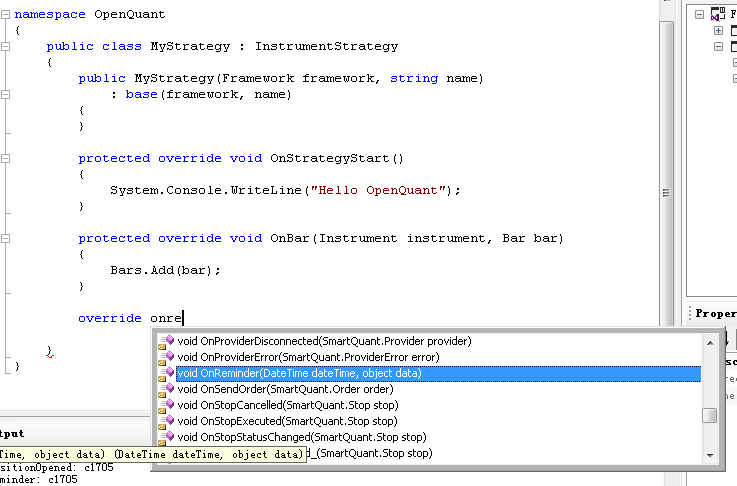 namespace OpenQuant
{
public class MyStrategy : InstrumentStrategy
{
public MyStrategy(Framework framework, string name)
: base(framework, name)
{
}
protected override void OnStrategyStart()
{
System.Console.WriteLine("Hello OpenQuant");
}
protected override void OnBar(Instrument instrument, Bar bar)
{
Bars.Add(bar);
}
override onre
void OnProviderDisconnected(SmartQuant.Provider provider)
void OnProviderError(SmartQuant.ProviderError error)
void OnReminder(DateTime dateTime, object data)
void OnSendOrder(SmartQuant.Order order)
void OnStopCancelled(SmartQuant.Stop stop)
void OnStopExecuted(SmartQuant.Stop stop)
void OnStopStatusChanged(SmartQuant.Stop stop)
d_(SmartQuant.Stop stop)
}
}
tput
Time, object data) (DateTime dateTime, object data)
sitionOpened: c1705
minder: c1705
F
Proper
sc